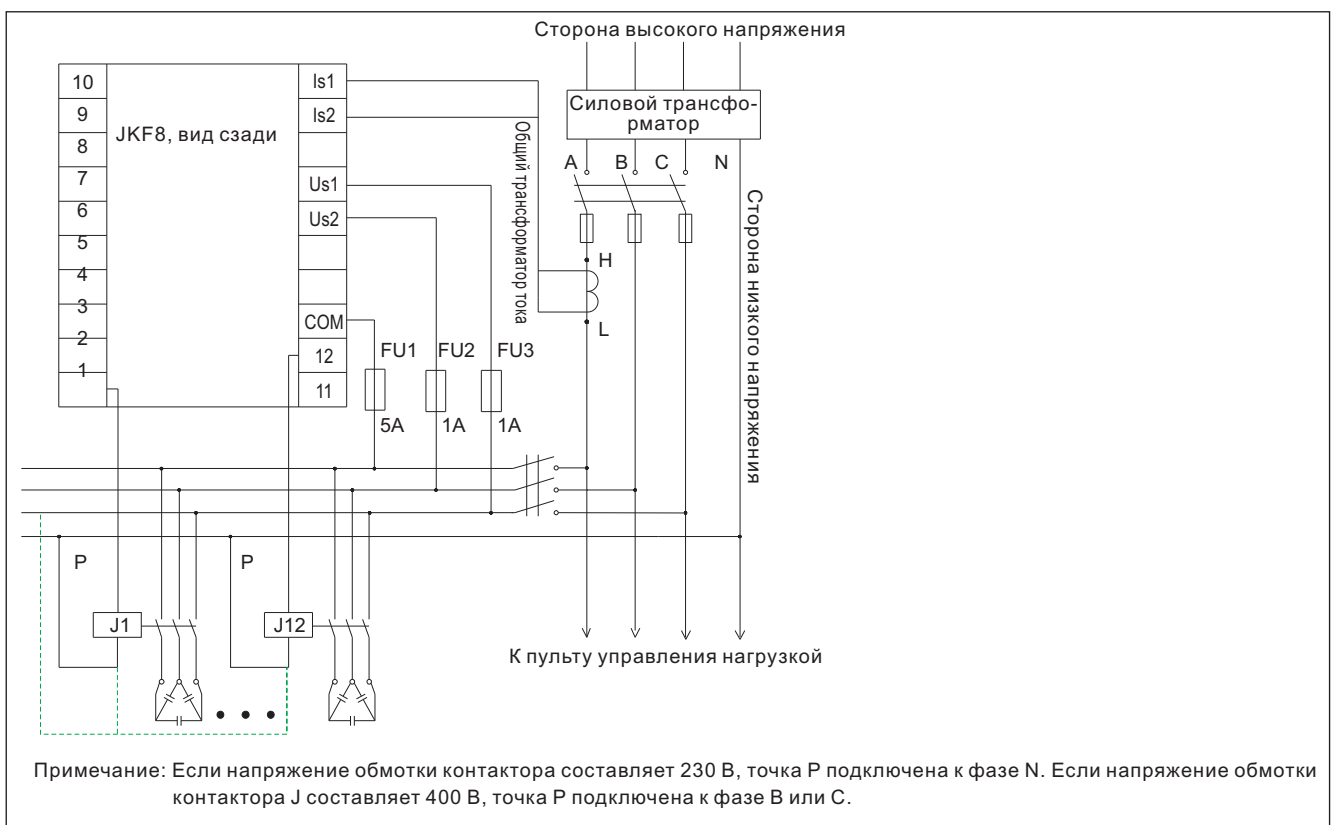 Сторона высокого напряжения
10
9
8
7
6
5
4
3
2
1
JKF8, вид сзади
Is1
Is2
Us1
Us2
COM
12
11
Общий трансформатор тока
Силовой трансфо-
рматор
A B C N
H
L
Сторона низкого напряжения
FU1 FU2 FU3
5A 1A 1A
P P
J1 J12
К пульту управления нагрузкой
Примечание: Если напряжение обмотки контактора составляет 230 В, точка Р подключена к фазе N. Если напряжение обмотки
контактора J составляет 400 В, точка Р подключена к фазе В или С.